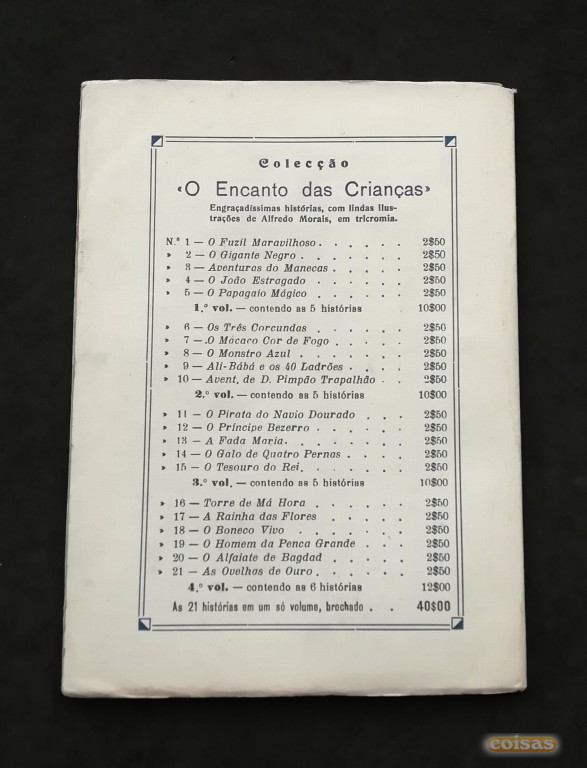 Colecção
«O Encanto das Crianças»
Engraçadíssimas histórias, com lindas ilus-
trações de Alfredo Morais, em tricromia.
N.º 1 — O Fuzil Maravilhoso . . . . . . 2$50
» 2 — O Gigante Negro . . . . . . . 2$50
» 3 — Aventuras do Manecas . . . . . 2$50
» 4 — O João Estragado . . . . . . 2$50
» 5 — O Papagaio Mágico . . . . . . 2$50
1.º vol. — contendo as 5 histórias 10$00
» 6 — Os Três Corcundas . . . . . . 2$50
» 7 — .O Macaco Cor de Fogo . . . . . 2$50
» 8 — O Monstro Azul . . . . . . . 2$50
» 9 — Ali-Bábá e os 40 Ladrões . . . . 2$50
» 10 — Avent. de D. Pimpão Trapalhão . . 2$50
2.º vol. — contendo as 5 histórias 10$00
» 11 — O Pirata do Navio Dourado . . . 2$50
» 12 — O Príncipe Bezerro . . . . . . 2$50
» 13 — A Fada Maria . . . . . . . 2$50
» 14 — O Galo de Quatro Pernas . . . . 2$50
» 15 — O Tesouro do Rei . . . . . . 2$50
3.º vol. — contendo as 5 histórias 10$00
» 16 — Torre de Má Hora . . . . . . 2$50
» 17 — A Rainha das Flores . . . . . 2$50
» 18 — O Boneco Vivo . . . . . . . 2$50
» 19 — O Homem da Penca Grande . . . 2$50
» 20 — O Alfaiate de Bagdad . . . . . 2$50
» 21 — As Ovelhas de Ouro . . . . . . 2$50
4.º vol. — contendo as 6 histórias 12$00
As 21 histórias em um só volume, brochado . . 40$00
coisas